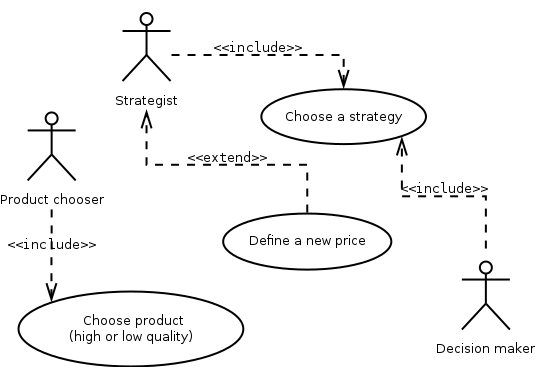 <<include>>
Strategist
Choose a strategy
<<extend>>
<<include>>
Product chooser
Define a new price
<<include>>
Choose product
(high or low quality)
Decision maker